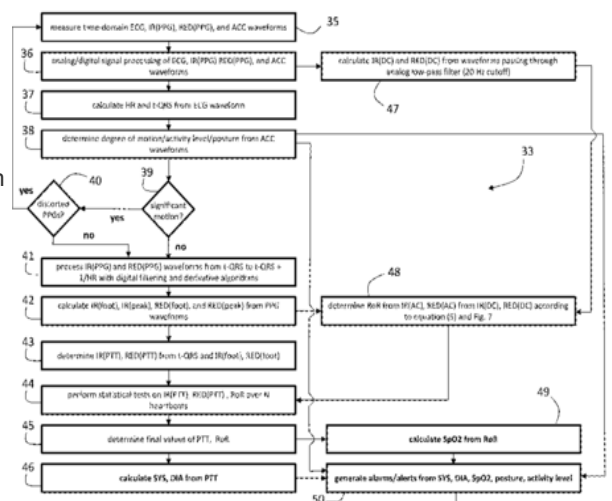 measure time-domain ECG, IR(PPG), RED(PPG), and ACC waveforms
35
36
analog/digital signal processing of ECG, IR(PPG) RED(PPG), and ACC
waveforms
calculate IR(DC) and RED(DC) from waveforms passing through
analog low-pass filter (20 Hz cutoff)
47
37
calculate HR and t-QRS from ECG waveform
38
determine degree of motion/activity level/posture from ACC
waveforms
33
n
40
39
yes
distorted
PPGs?
yes
significant
motion?
no
no
41
process IR(PPG) and RED(PPG) waveforms from t-QRS to t-QRS +
1/HR with digital filtering and derivative algorithms
48
42
calculate IR(foot), IR(peak), RED(foot), and RED(peak) from PPG
waveforms
determine RoR from IR(AC), RED(AC) from IR(DC), RED(DC) according
to equation (5) and Fig. 7
43
determine IR(PTT), RED(PTT) from t-QRS and IR(foot), RED(foot)
44
perform statistical tests on IR(PTT), RED(PTT), RoR over N
heartbeats
49
45
determine final values of PTT, RoR
calculate SpO2 from RoR
46
calculate SYS, DIA from PTT
generate alarms/alerts from SYS, DIA, SpO2, posture, activity level
50